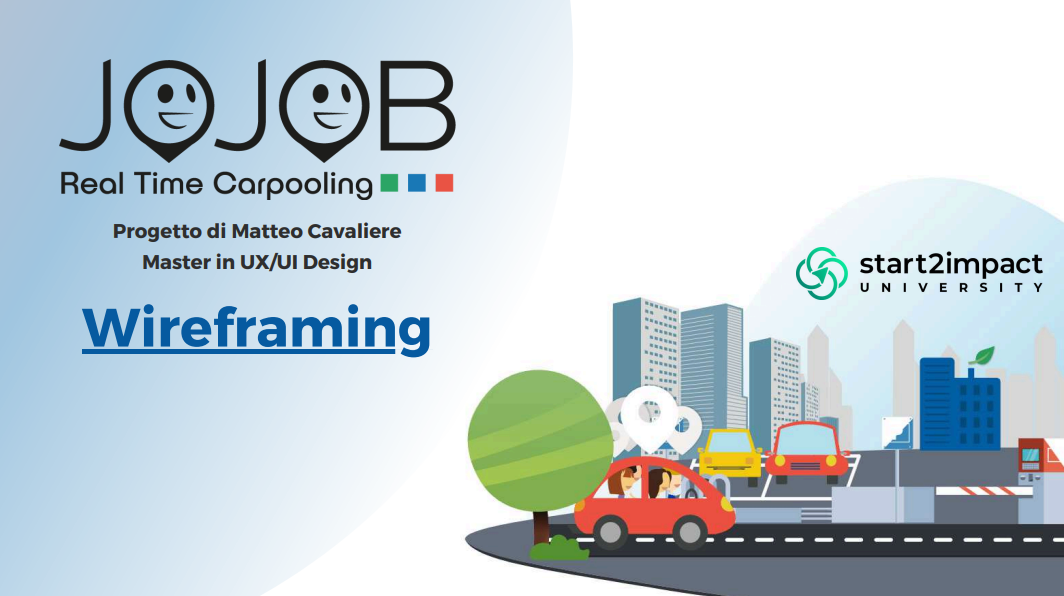 JOJOB
Real Time Carpooling
Progetto di Matteo Cavaliere
Master in UX/UI Design
Wireframing
start2impact
UNIVERSITY